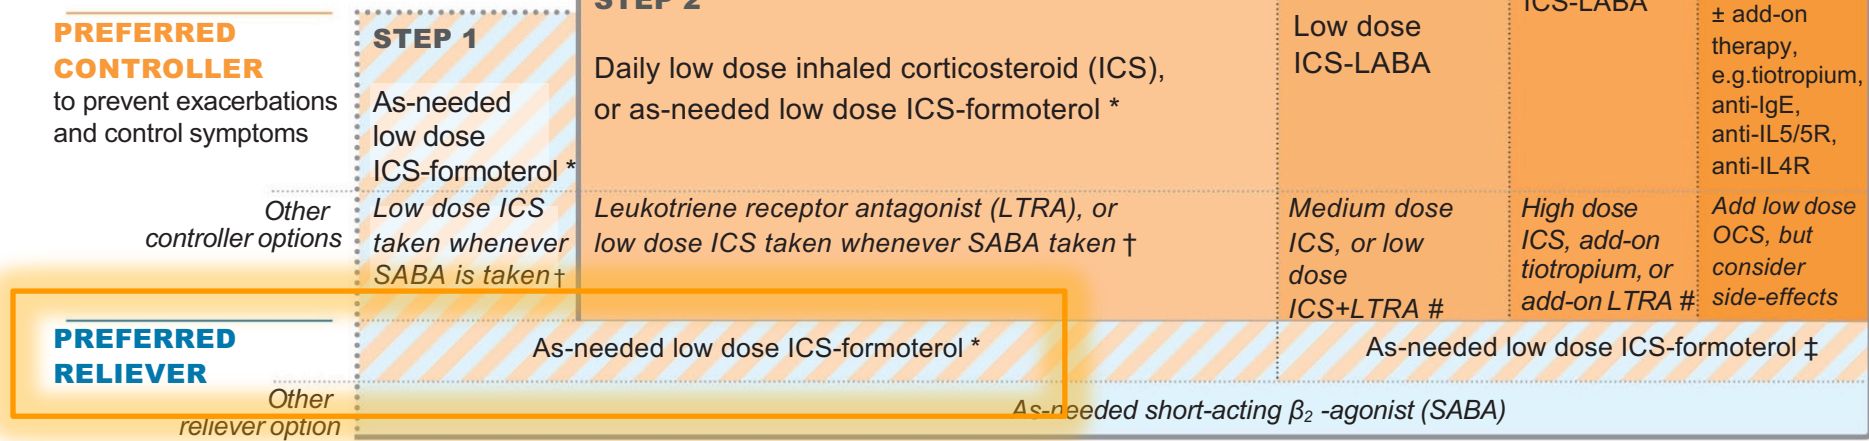 PREFERRED
CONTROLLER
to prevent exacerbations
and control symptoms
STEP 1
As-needed
low dose
ICS-formoterol *
STEP 2
Daily low dose inhaled corticosteroid (ICS),
or as-needed low dose ICS-formoterol *
Low dose
ICS-LABA
ICS-LABA
± add-on
therapy,
e.g.tiotropium,
anti-IgE,
anti-IL5/5R,
anti-IL4R
Other
controller options
Low dose ICS
taken whenever
SABA is taken †
Leukotriene receptor antagonist (LTRA), or
low dose ICS taken whenever SABA taken †
Medium dose
ICS, or low
dose
ICS+LTRA #
High dose
ICS, add-on
tiotropium, or
add-on LTRA #
Add low dose
OCS, but
consider
side-effects
PREFERRED
RELIEVER
As-needed low dose ICS-formoterol *
As-needed low dose ICS-formoterol ‡
Other
reliever option
As-needed short-acting β₂ -agonist (SABA)